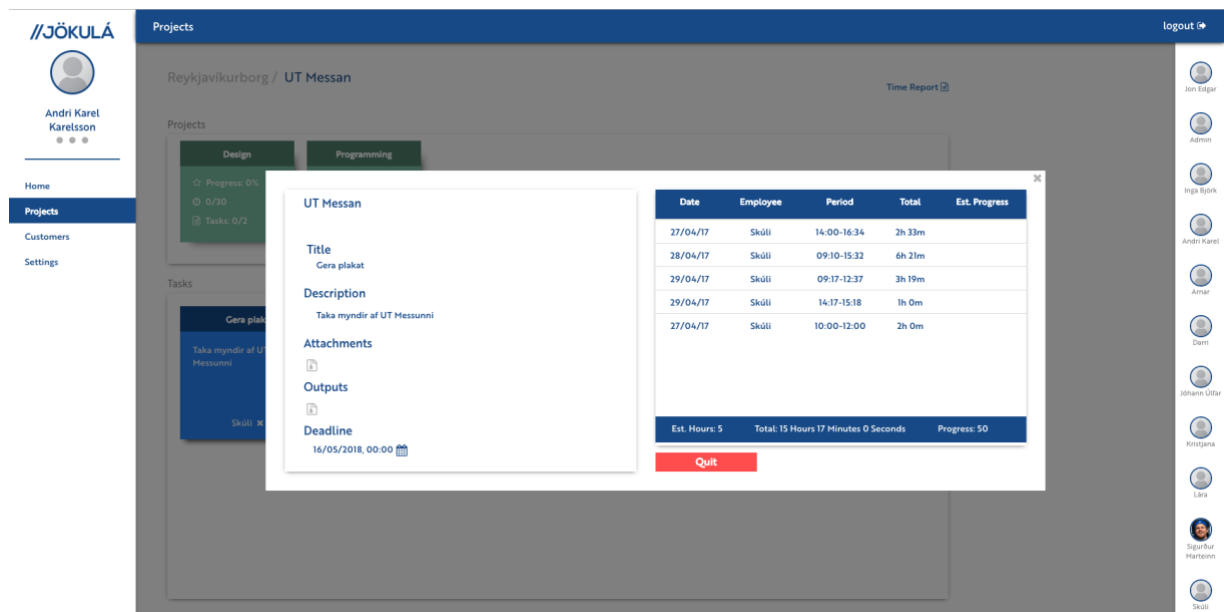 //JÖKULÁ
Projects
logout
Andri Karel
Karelsson
Home
Projects
Customers
Settings
Reykjavíkurborg / UT Messan
Time Report
Projects
Design
Programming
Progress: 0%
0/30
Tasks: 0/2
Tasks
Gera plak
Taka myndir af UT
Messunni
Skúli ✖
✖
UT Messan
Title
Gera plakat
Description
Taka myndir af UT Messunni
Attachments
Outputs
Deadline
16/05/2018, 00:00
Date Employee Period Total Est. Progress
27/04/17 Skúli 14:00-16:34 2h 33m
28/04/17 Skúli 09:10-15:32 6h 21m
29/04/17 Skúli 09:17-12:37 3h 19m
29/04/17 Skúli 14:17-15:18 1h 0m
27/04/17 Skúli 10:00-12:00 2h 0m
Est. Hours: 5 Total: 15 Hours 17 Minutes 0 Seconds Progress: 50
Quit
Jon Edgar
Admin
Inga Björk
Andri Karel
Arnar
Darri
Jóhann Úlfar
Kristjana
Lára
Sigurður
Marteinn
Skúli